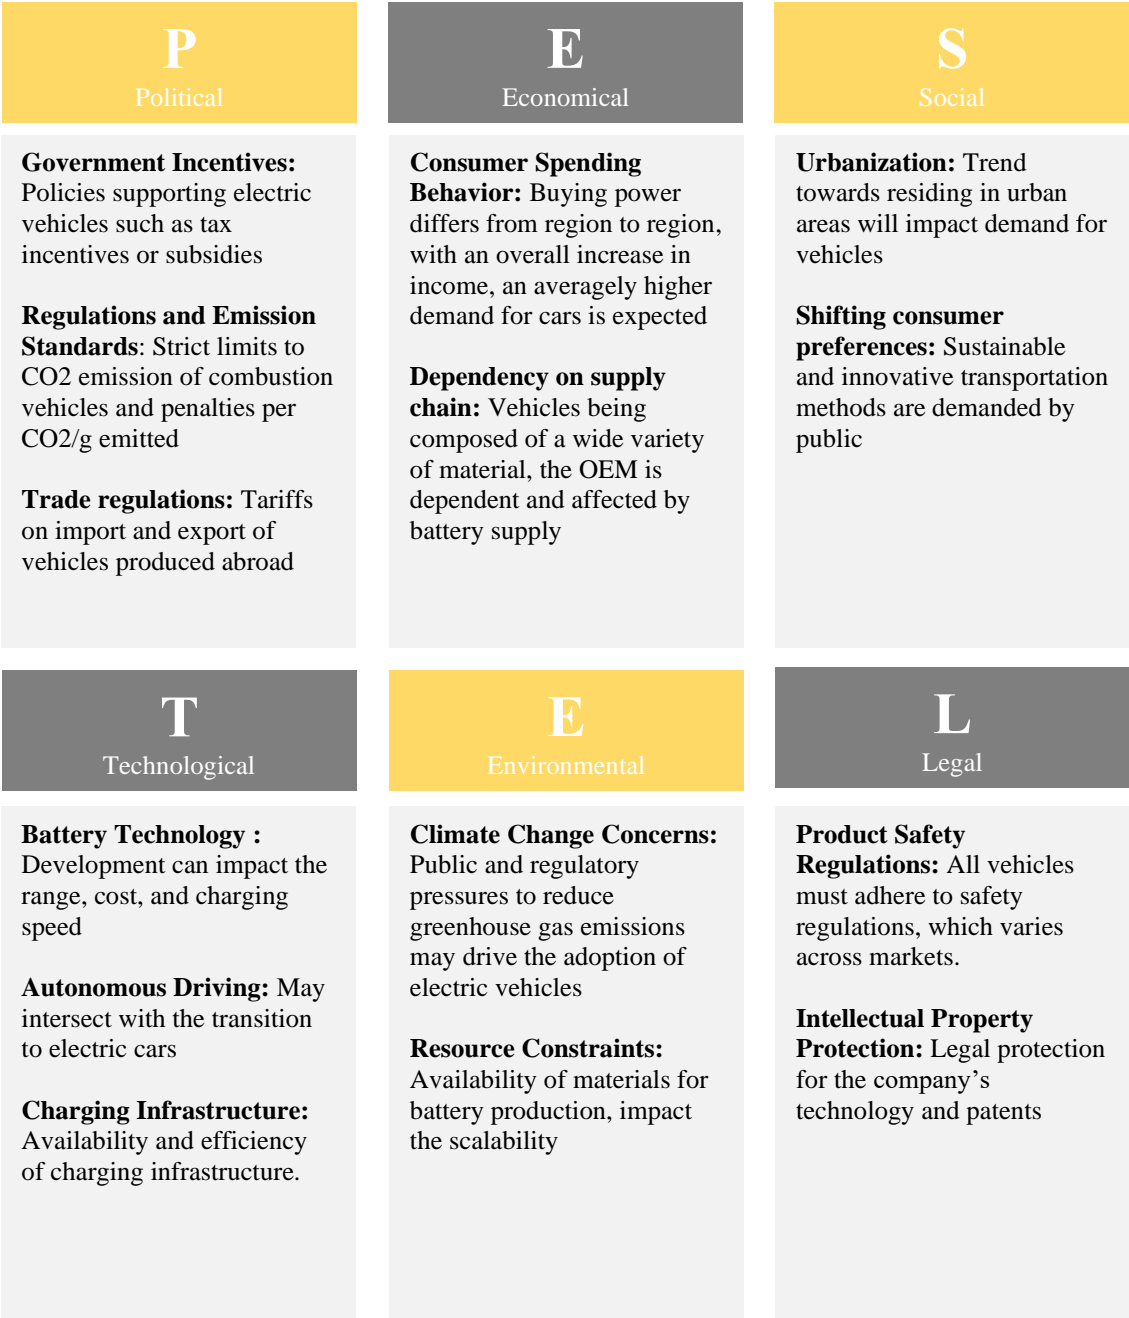 P
Political
Government Incentives:
Policies supporting electric
vehicles such as tax
incentives or subsidies
Regulations and Emission
Standards: Strict limits to
CO2 emission of combustion
vehicles and penalties per
CO2/g emitted
Trade regulations: Tariffs
on import and export of
vehicles produced abroad
E
Economical
Consumer Spending
Behavior: Buying power
differs from region to region,
with an overall increase in
income, an averagely higher
demand for cars is expected
Dependency on supply
chain: Vehicles being
composed of a wide variety
of material, the OEM is
dependent and affected by
battery supply
S
Social
Urbanization: Trend
towards residing in urban
areas will impact demand for
vehicles
Shifting consumer
preferences: Sustainable
and innovative transportation
methods are demanded by
public
T
Technological
Battery Technology :
Development can impact the
range, cost, and charging
speed
Autonomous Driving: May
intersect with the transition
to electric cars
Charging Infrastructure:
Availability and efficiency
of charging infrastructure.
E
Environmental
Climate Change Concerns:
Public and regulatory
pressures to reduce
greenhouse gas emissions
may drive the adoption of
electric vehicles
Resource Constraints:
Availability of materials for
battery production, impact
the scalability
L
Legal
Product Safety
Regulations: All vehicles
must adhere to safety
regulations, which varies
across markets.
Intellectual Property
Protection: Legal protection
for the company’s
technology and patents